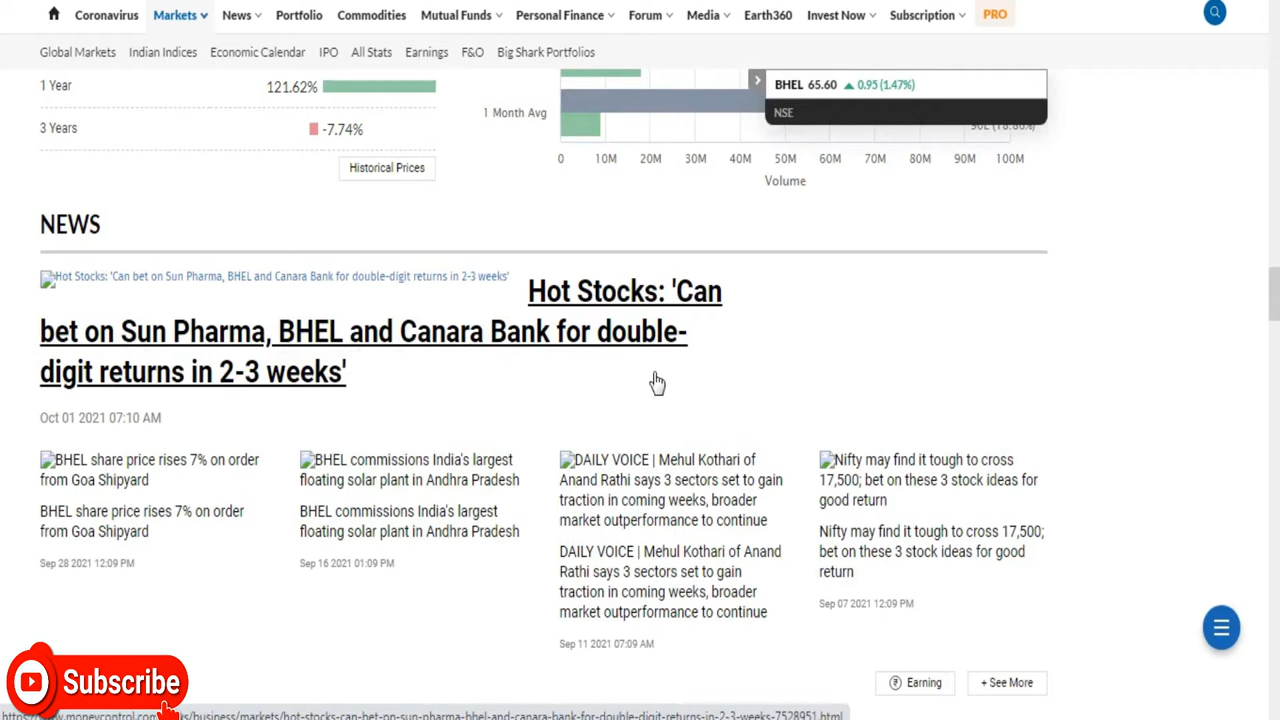 Coronavirus Markets News Portfolio Commodities Mutual Funds Personal Finance Forum Media Earth360 Invest Now Subscription PRO
Global Markets Indian Indices Economic Calendar IPO All Stats Earnings F&O Big Shark Portfolios
1 Year 121.62%
3 Years -7.74%
Historical Prices
1 Month Avg
BHEL 65.60 0.95 (1.47%)
NSE
0 10M 20M 30M 40M 50M 60M 70M 80M 90M 100M
Volume
NEWS
Hot Stocks: 'Can bet on Sun Pharma, BHEL and Canara Bank for double-digit returns in 2-3 weeks'
Hot Stocks: 'Can
bet on Sun Pharma, BHEL and Canara Bank for double-
digit returns in 2-3 weeks'
Oct 01 2021 07:10 AM
BHEL share price rises 7% on order
from Goa Shipyard
BHEL share price rises 7% on order
from Goa Shipyard
Sep 28 2021 12:09 PM
BHEL commissions India's largest
floating solar plant in Andhra Pradesh
BHEL commissions India's largest
floating solar plant in Andhra Pradesh
Sep 16 2021 01:09 PM
DAILY VOICE | Mehul Kothari of
Anand Rathi says 3 sectors set to gain
traction in coming weeks, broader
market outperformance to continue
DAILY VOICE | Mehul Kothari of Anand
Rathi says 3 sectors set to gain
traction in coming weeks, broader
market outperformance to continue
Sep 11 2021 07:09 AM
Nifty may find it tough to cross
17,500; bet on these 3 stock ideas for
good return
Nifty may find it tough to cross 17,500;
bet on these 3 stock ideas for good
return
Sep 07 2021 12:09 PM
Earning + See More
Subscribe